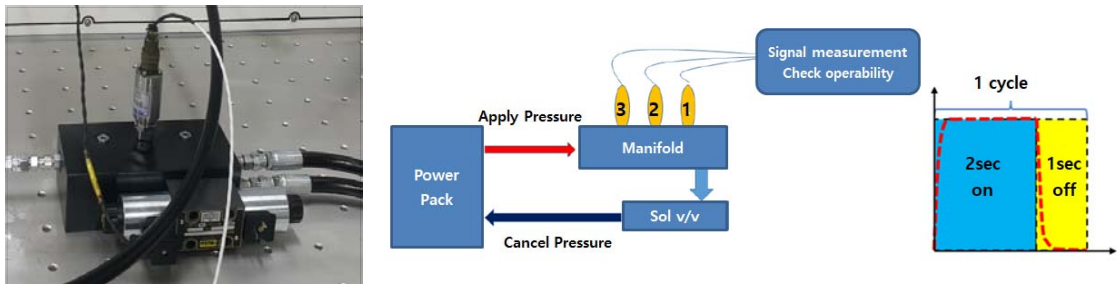 Signal measurement
Check operability
3
2
1
Apply Pressure
Manifold
Power
Pack
Sol v/v
Cancel Pressure
1 cycle
2sec
on
1sec
off